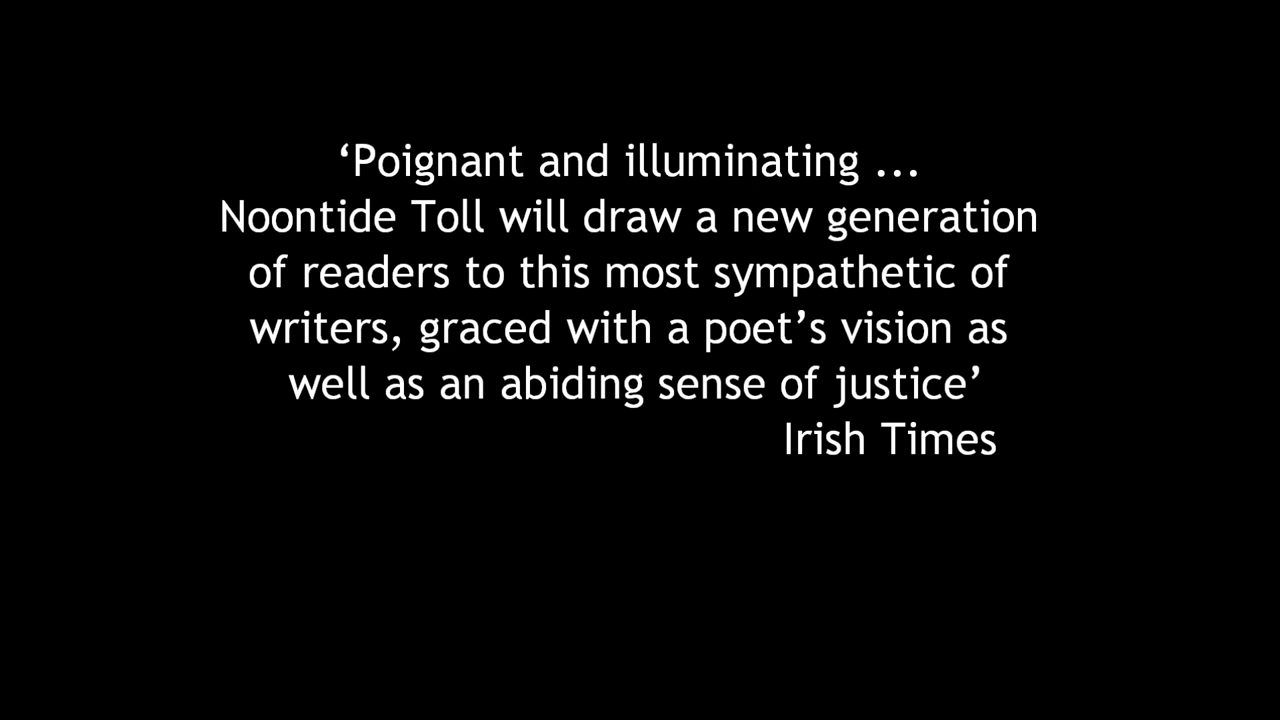 ‘Poignant and illuminating ...
Noontide Toll will draw a new generation
of readers to this most sympathetic of
writers, graced with a poet’s vision as
well as an abiding sense of justice’
Irish Times